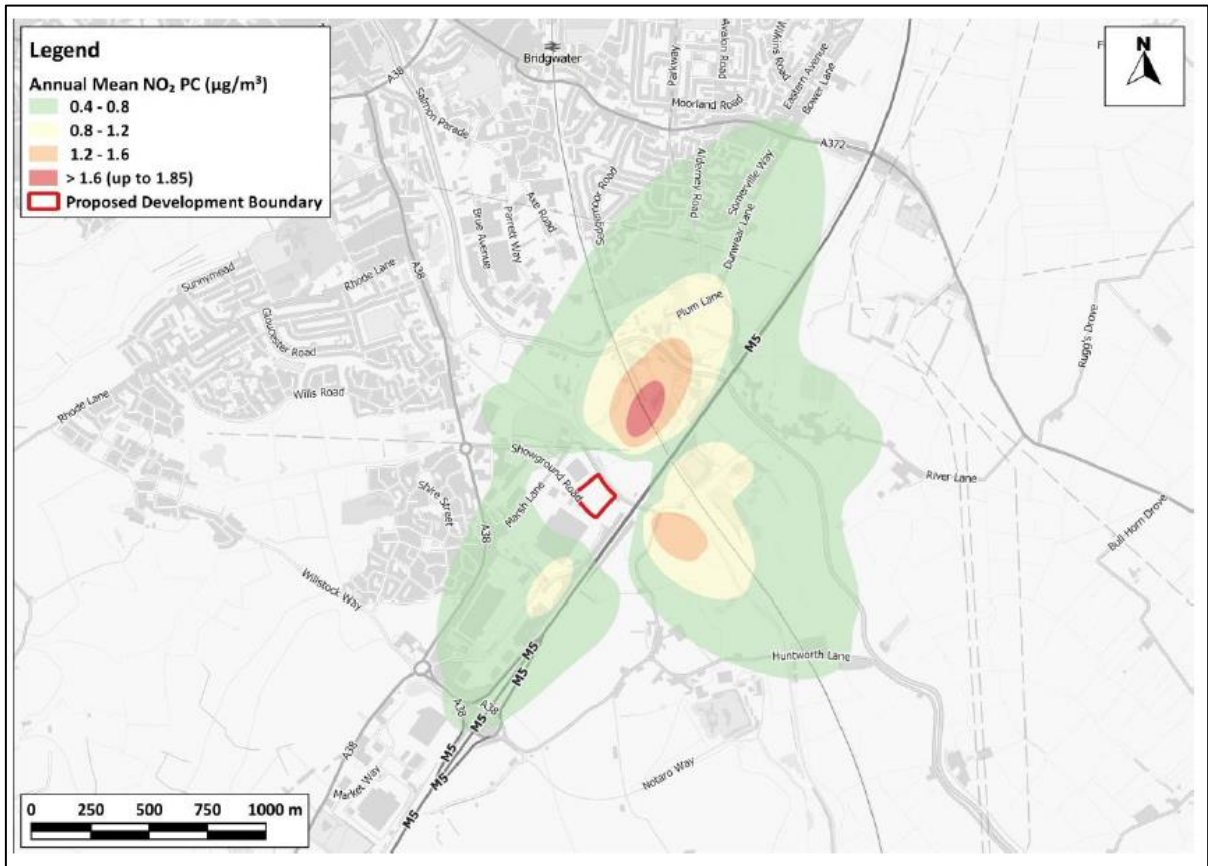 Legend
Annual Mean NO₂ PC (µg/m³)
0.4 - 0.8
0.8 - 1.2
1.2 - 1.6
> 1.6 (up to 1.85)
Proposed Development Boundary
N
F
A38
Bridgwater
Parkway
Avalon Road
Wilkins Road
Eastern Avenue
Bower Lane
Moorland Road
A38
Salmon Parade
A372
Alderney Road
Somerville Way
Sedgemoor Road
Axe Road
Parrett Way
Brue Avenue
Dunwear Lane
Sunnymead
Rhode Lane
A38
Gloucester Road
Plum Lane
M5
Rugg's Drove
Wills Road
Rhode Lane
Showground Road
River Lane
Marsh Lane
Shire Street
A38
Bull Horn Drove
Willstock Way
M5
Huntworth Lane
M5
A38
A38
M5
M5
A38
Market Way
M5
Notaro Way
M5
0 250 500 750 1000 m